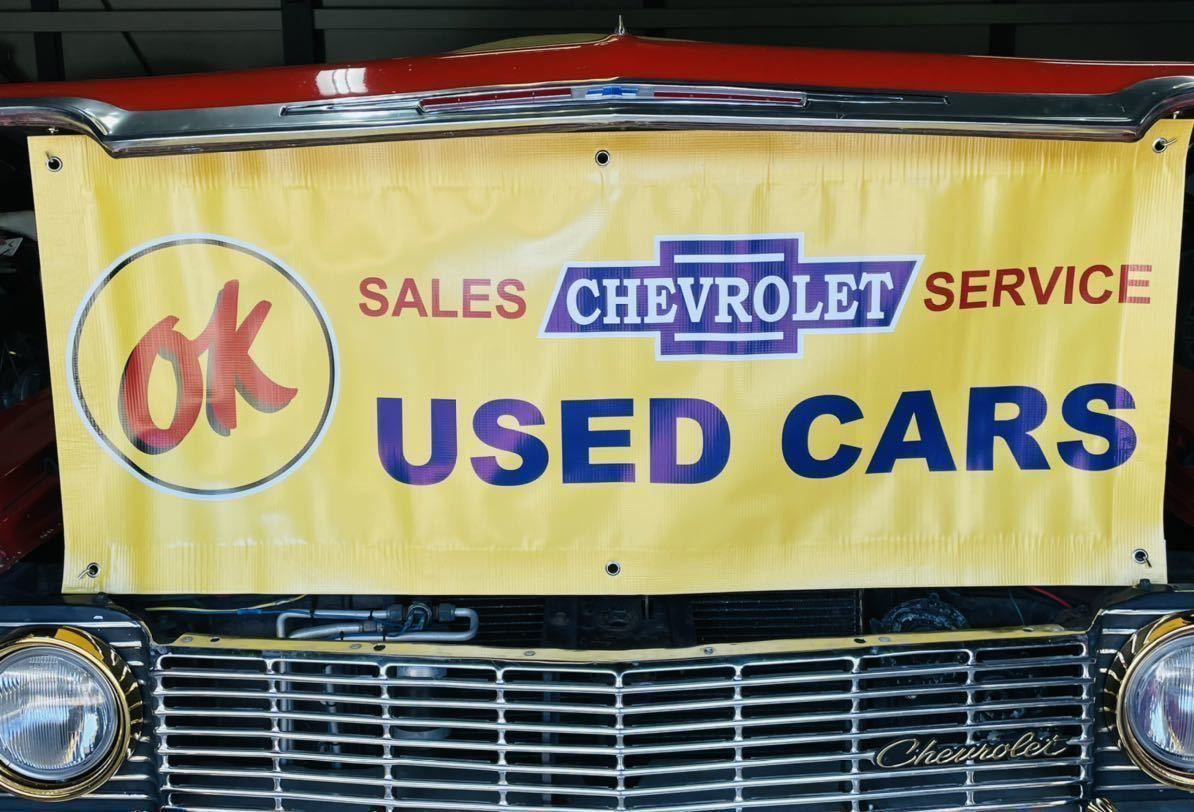 OK
SALES CHEVROLET SERVICE
USED CARS
Chevrolet